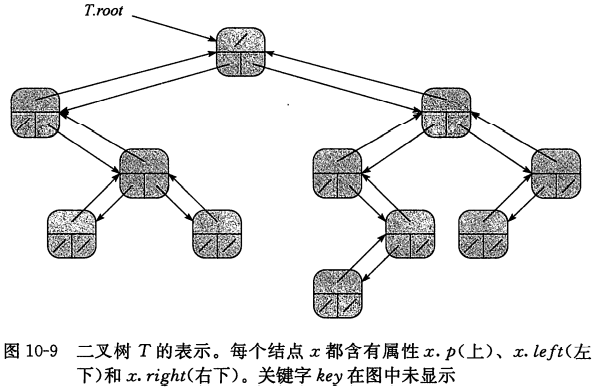 T.root
图 10-9 二叉树 T 的表示。每个结点 x 都含有属性 x.p(上)、x.left(左
下)和 x.right(右下)。关键字 key 在图中未显示